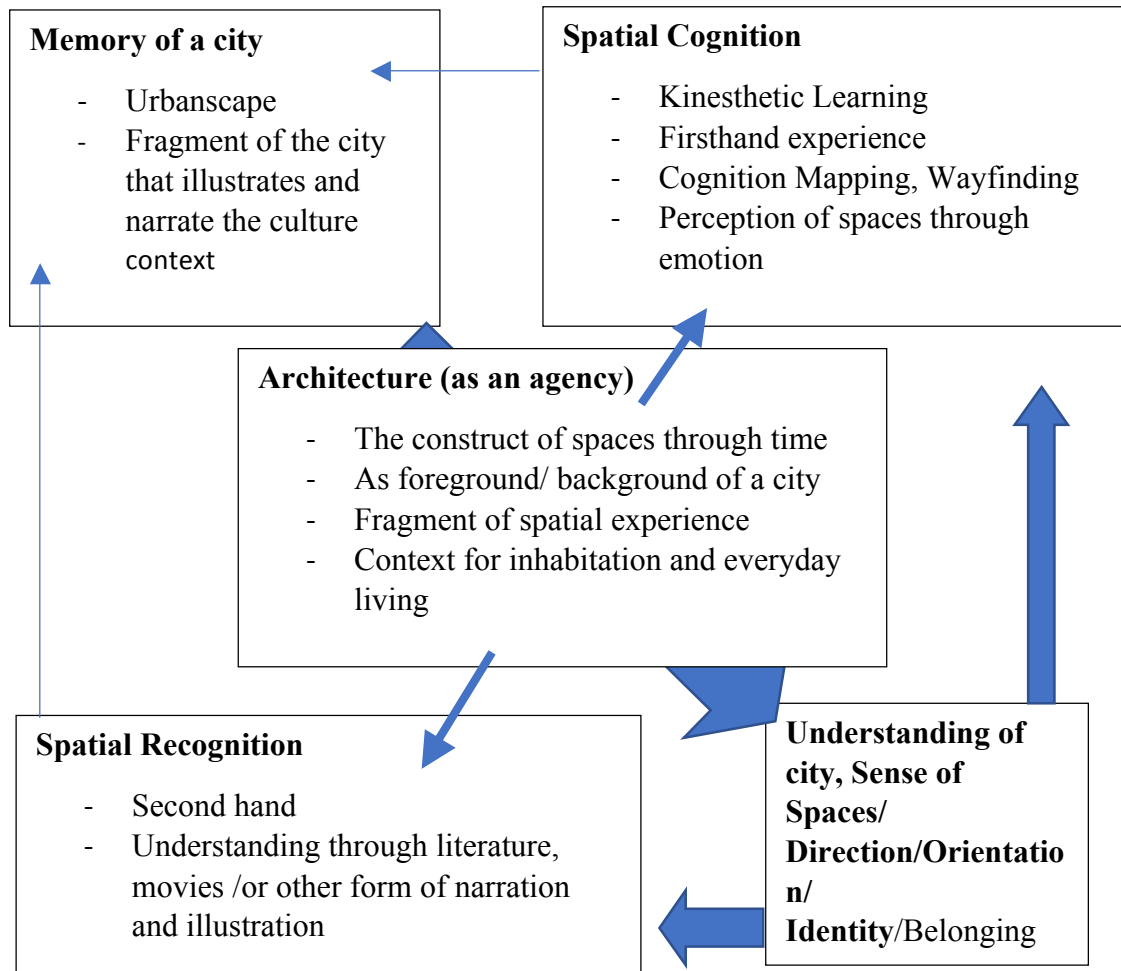 Memory of a city
- Urbanscape
- Fragment of the city
that illustrates and
narrate the culture
context
Spatial Cognition
- Kinesthetic Learning
- Firsthand experience
- Cognition Mapping, Wayfinding
- Perception of spaces through
emotion
Architecture (as an agency)
- The construct of spaces through time
- As foreground/ background of a city
- Fragment of spatial experience
- Context for inhabitation and everyday
living
Spatial Recognition
- Second hand
- Understanding through literature,
movies /or other form of narration
and illustration
Understanding of
city, Sense of
Spaces/
Direction/Orientatio
n/
Identity/Belonging